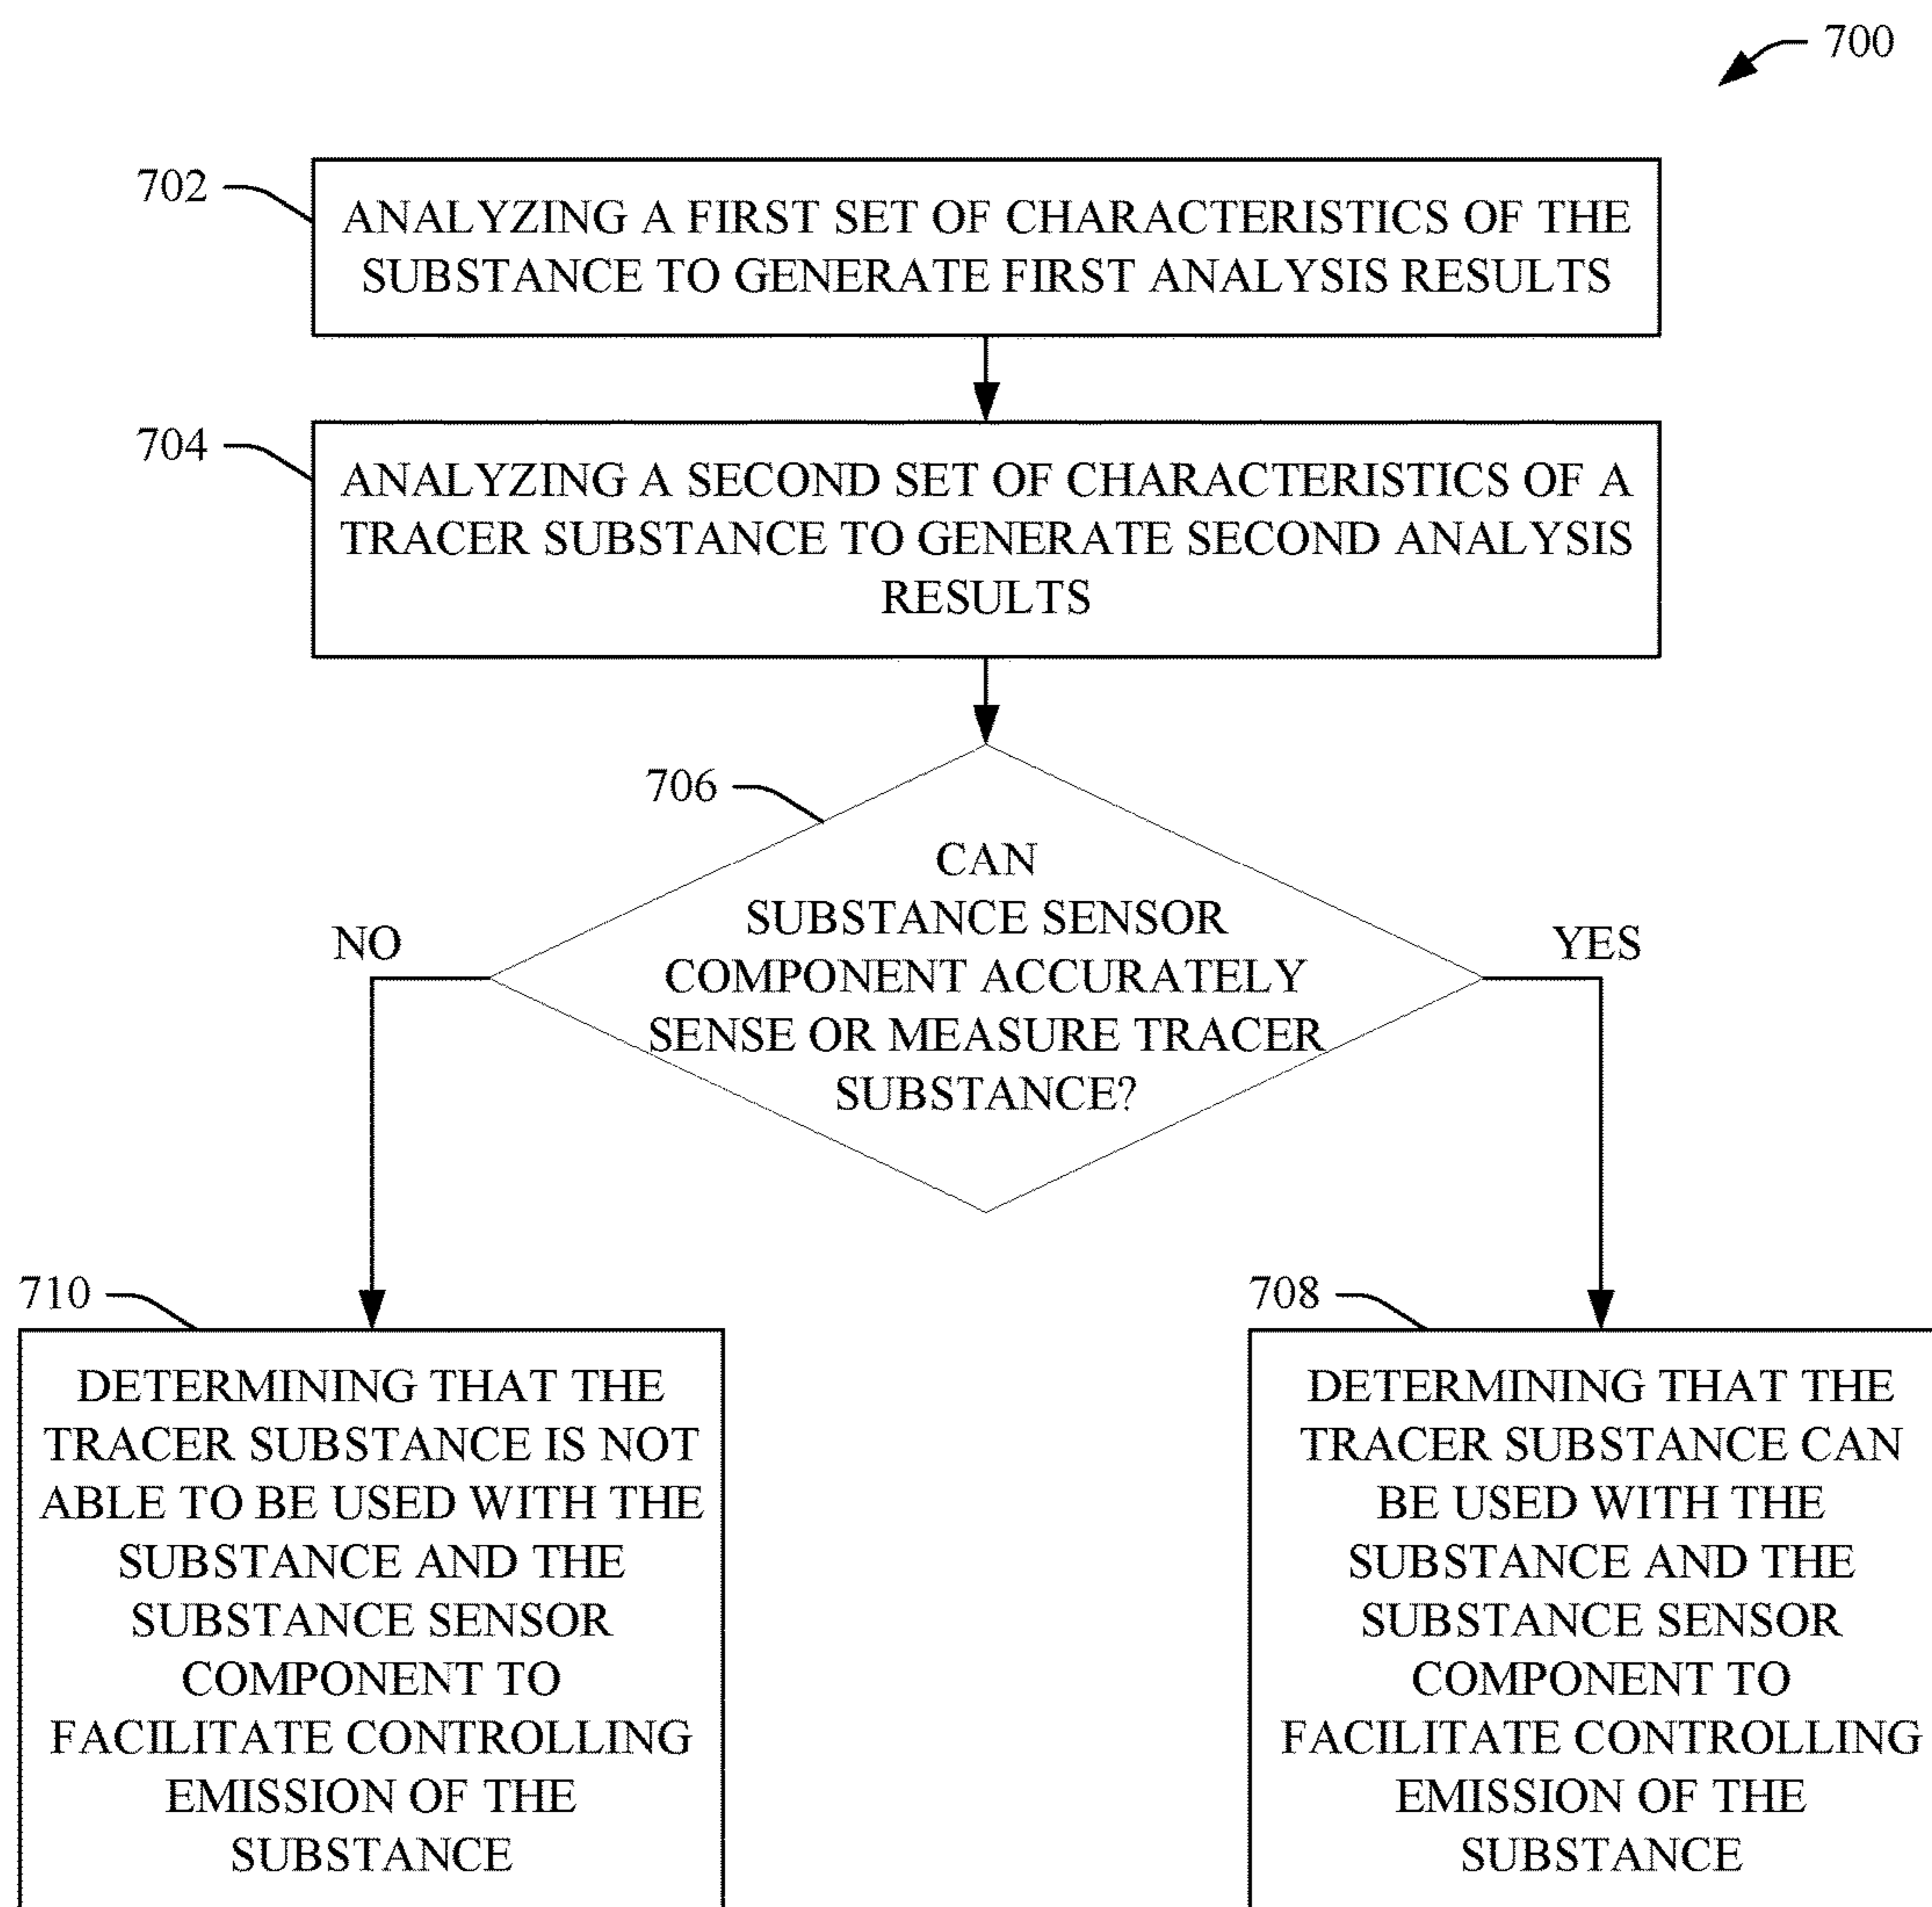 700
702
ANALYZING A FIRST SET OF CHARACTERISTICS OF THE
SUBSTANCE TO GENERATE FIRST ANALYSIS RESULTS
704
ANALYZING A SECOND SET OF CHARACTERISTICS OF A
TRACER SUBSTANCE TO GENERATE SECOND ANALYSIS
RESULTS
706
CAN
SUBSTANCE SENSOR
COMPONENT ACCURATELY
SENSE OR MEASURE TRACER
SUBSTANCE?
NO
YES
710
DETERMINING THAT THE
TRACER SUBSTANCE IS NOT
ABLE TO BE USED WITH THE
SUBSTANCE AND THE
SUBSTANCE SENSOR
COMPONENT TO
FACILITATE CONTROLLING
EMISSION OF THE
SUBSTANCE
708
DETERMINING THAT THE
TRACER SUBSTANCE CAN
BE USED WITH THE
SUBSTANCE AND THE
SUBSTANCE SENSOR
COMPONENT TO
FACILITATE CONTROLLING
EMISSION OF THE
SUBSTANCE